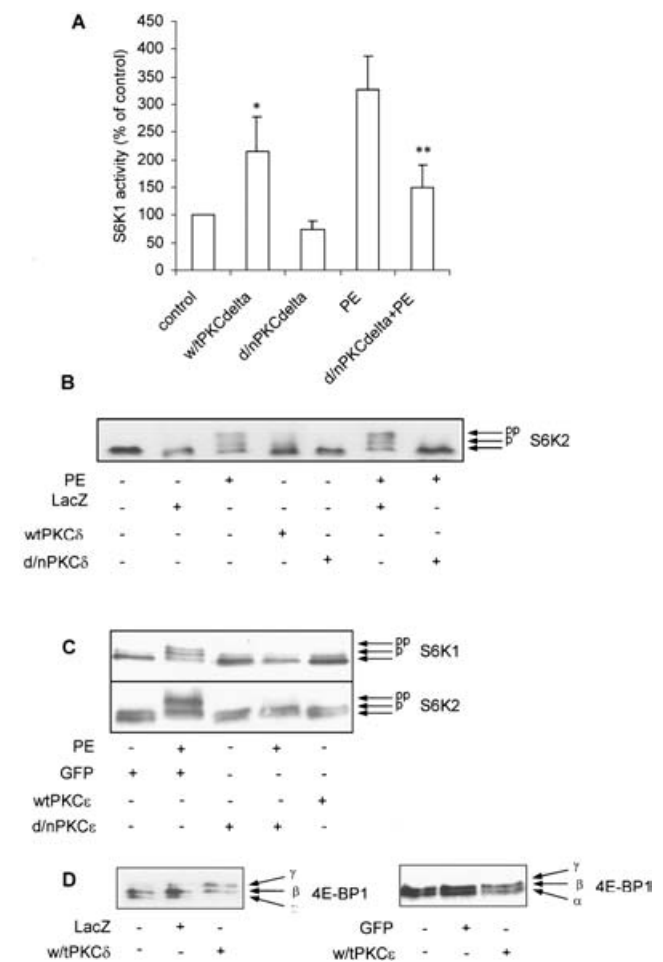 A
S6K1 activity (% of control)
450
400
350
300
250
200
150
100
50
0
*
**
control
w/tPKCdelta
d/nPKCdelta
PE
d/nPKCdelta+PE
B
pp
p
S6K2
PE - - + - - + +
LacZ - + - - - + -
wtPKCδ - - - + - - -
d/nPKCδ - - - - + - +
C
pp
p
S6K1
pp
p
S6K2
PE - + - + -
GFP + + - - -
wtPKCε - - - - +
d/nPKCε - - + + -
D
γ
β
4E-BP1
LacZ - + -
w/tPKCδ - - +
γ
β
α
4E-BP1
GFP - + -
w/tPKCε - - +